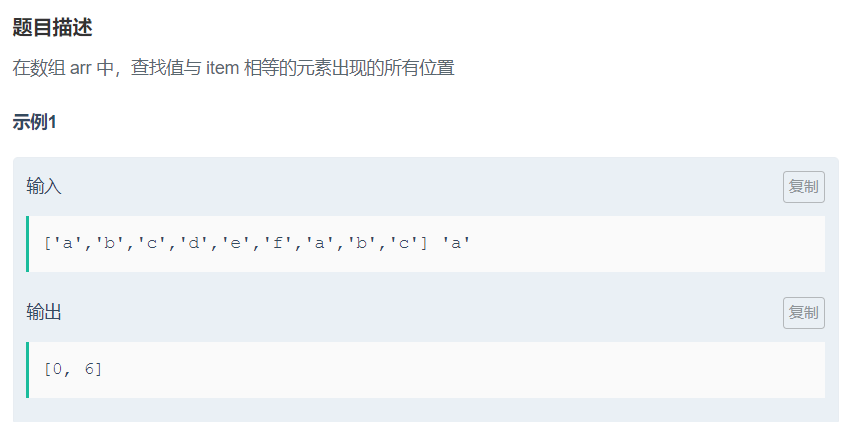 题目描述
在数组 arr 中，查找值与 item 相等的元素出现的所有位置
示例1
输入
复制
['a','b','c','d','e','f','a','b','c'] 'a'
输出
复制
[0, 6]